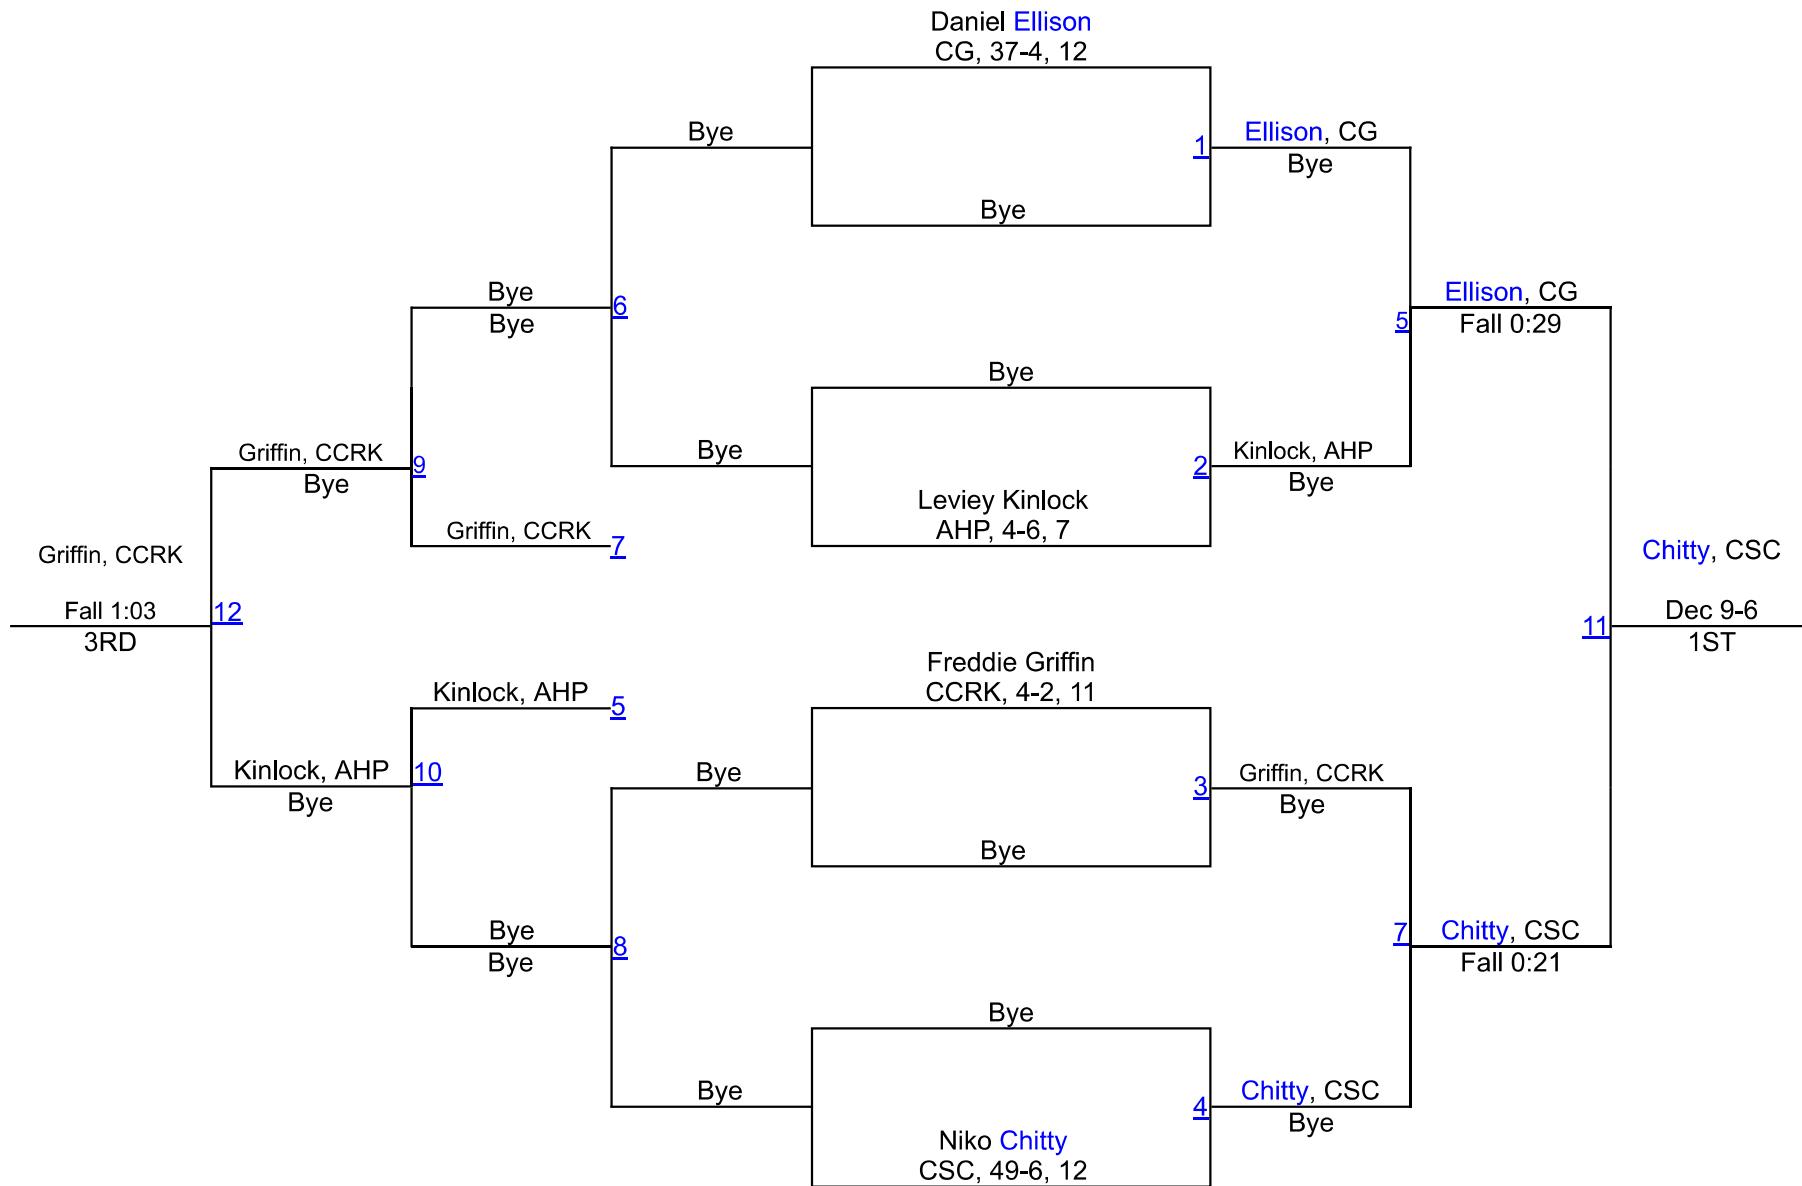 Daniel Ellison
CG, 37-4, 12
Bye
1
Ellison, CG
Bye
Bye
Bye
Bye
6
Ellison, CG
5
Fall 0:29
Bye
Griffin, CCRK
9
Bye
Bye
2
Kinlock, AHP
Bye
Leviey Kinlock
AHP, 4-6, 7
Griffin, CCRK
7
Griffin, CCRK
Chitty, CSC
Fall 1:03
12
3RD
11
Dec 9-6
1ST
Freddie Griffin
CCRK, 4-2, 11
Kinlock, AHP
5
Kinlock, AHP
10
Bye
Bye
3
Griffin, CCRK
Bye
Bye
Bye
8
Bye
7
Chitty, CSC
Fall 0:21
Bye
Bye
4
Chitty, CSC
Bye
Niko Chitty
CSC, 49-6, 12